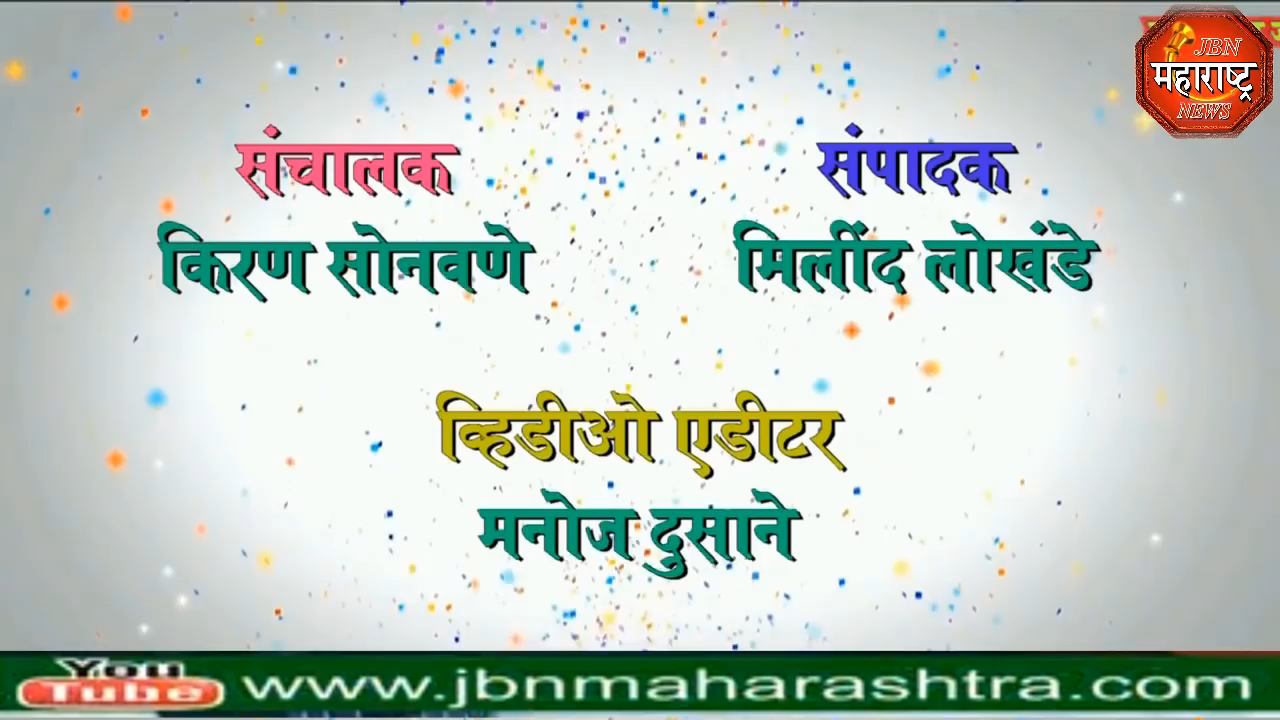 JBN
महाराष्ट्र
NEWS
संचालक
किरण सोनवणे
संपादक
मिलींद लोखंडे
व्हिडीओ एडीटर
मनोज दुसाने
You
Tube
www.jbnmaharashtra.com